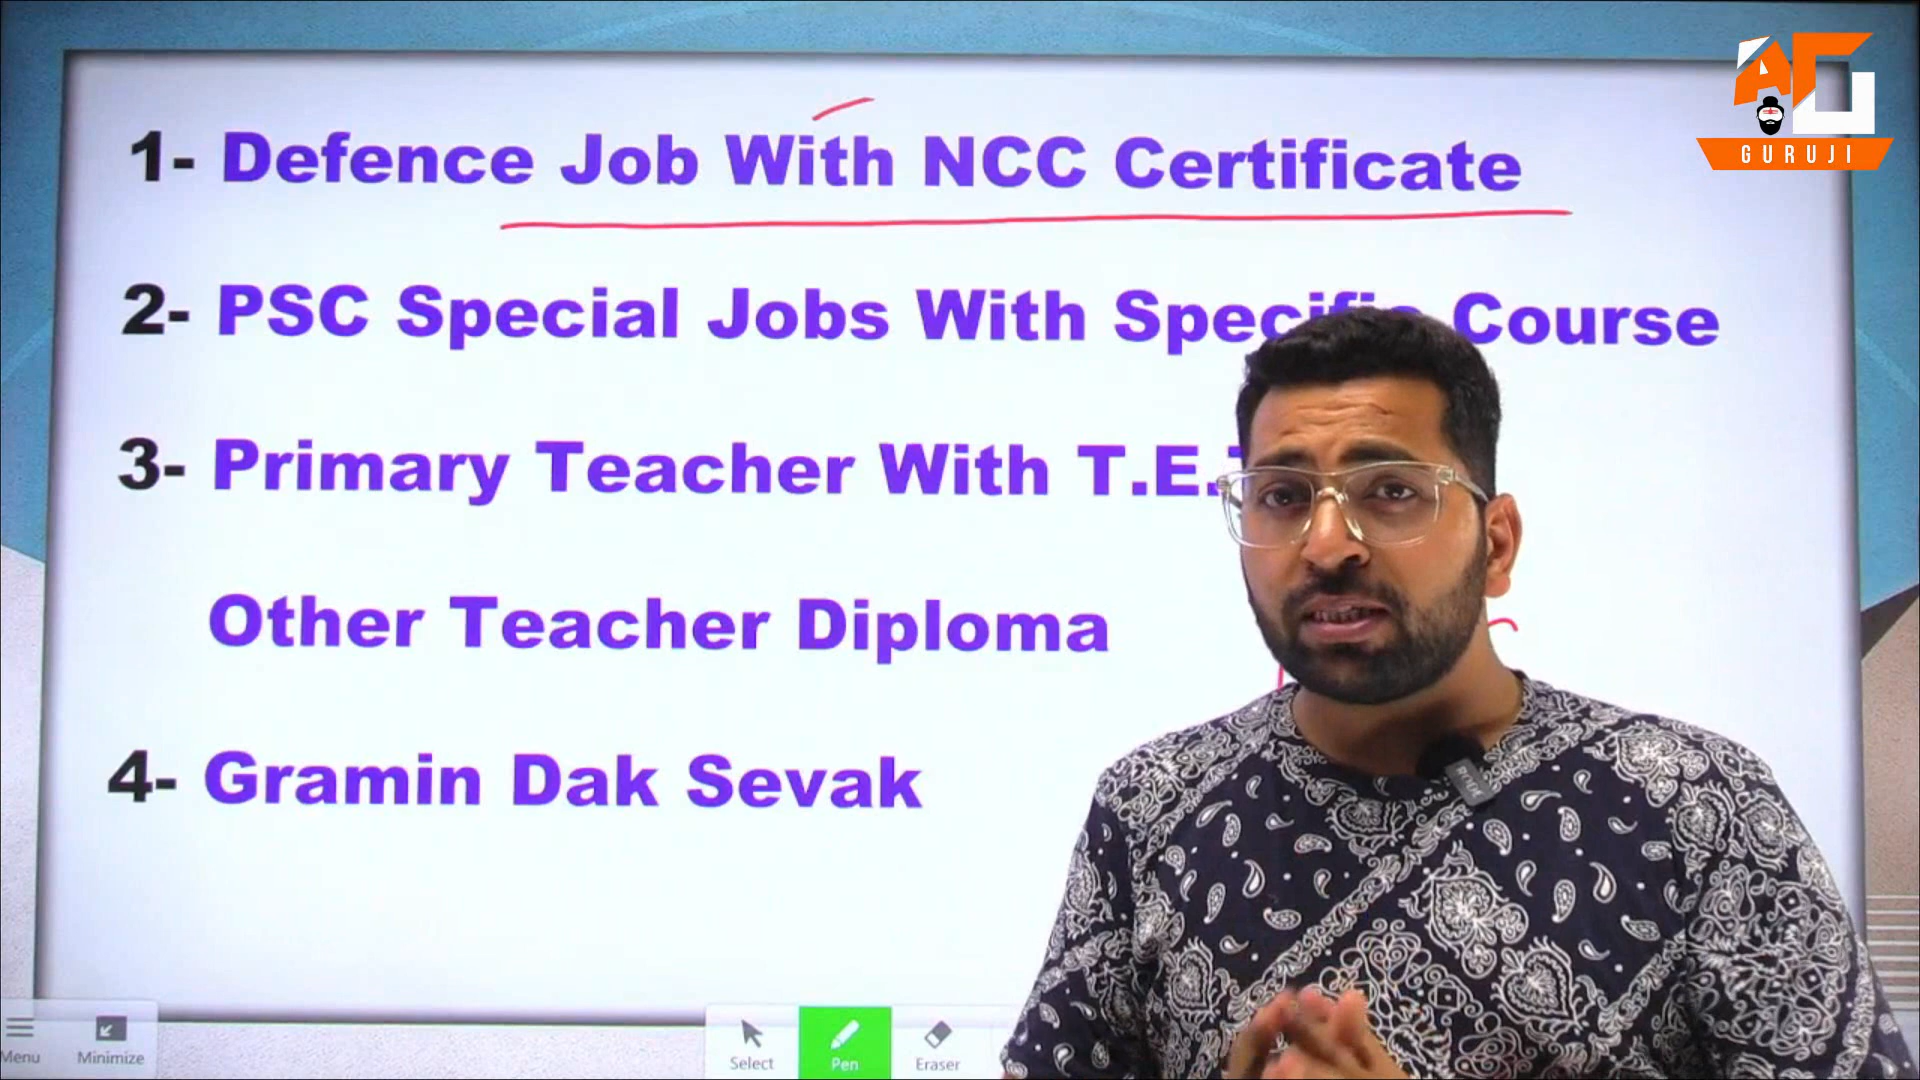 AG
GURUJI
1- Defence Job With NCC Certificate
2- PSC Special Jobs With Specific Course
3- Primary Teacher With T.E.T
Other Teacher Diploma
4- Gramin Dak Sevak
Menu
Minimize
Select
Pen
Eraser